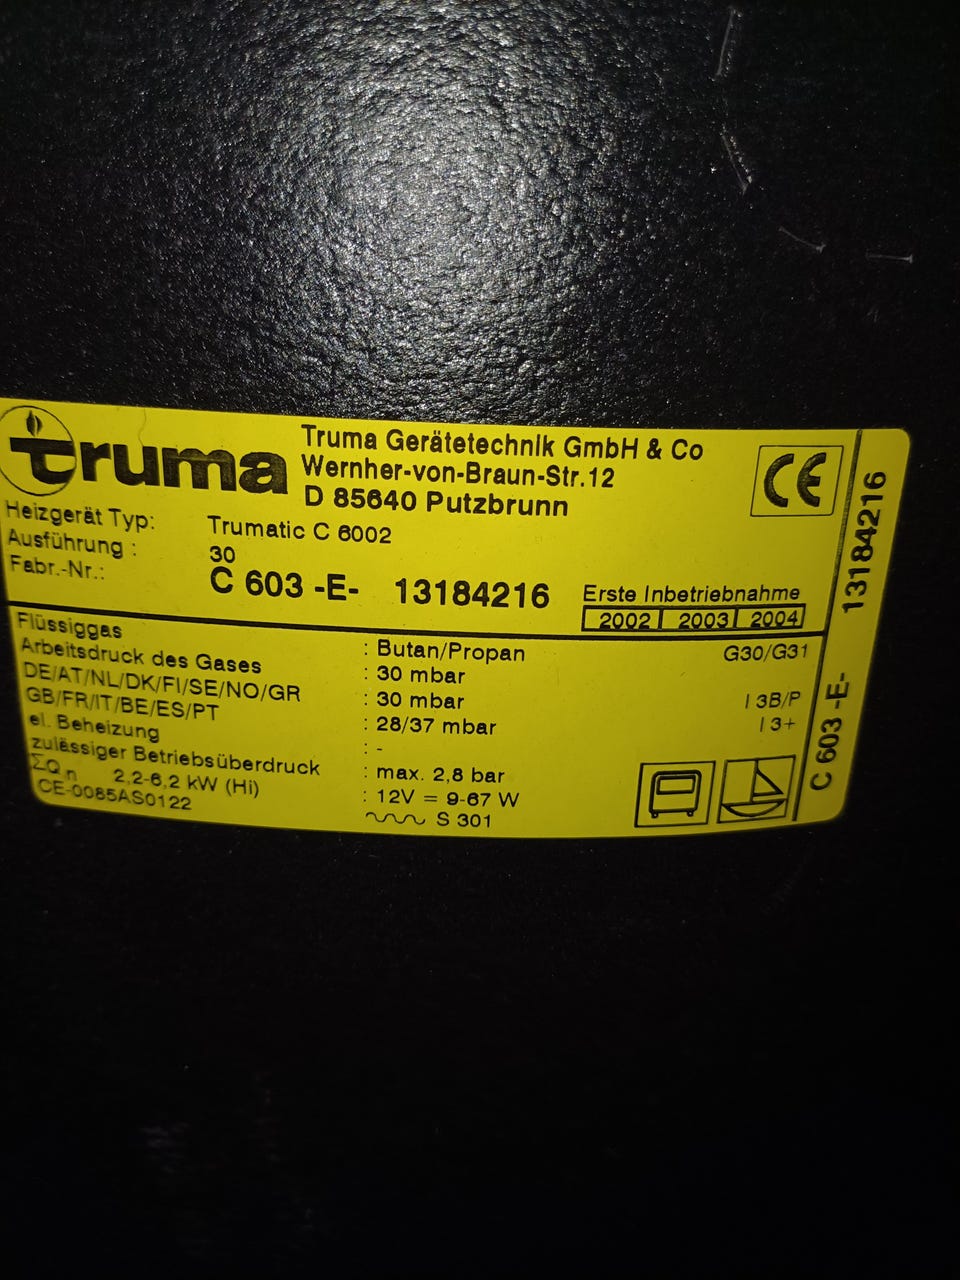 truma
Truma Gerätetechnik GmbH & Co
Wernher-von-Braun-Str.12
D 85640 Putzbrunn
CE
Heizgerät Typ: Trumatic C 6002
Ausführung : 30
Fabr.-Nr.: C 603 -E- 13184216
Erste Inbetriebnahme
2002 2003 2004
Flüssiggas : Butan/Propan G30/G31
Arbeitsdruck des Gases : 30 mbar
DE/AT/NL/DK/FI/SE/NO/GR : 30 mbar I 3B/P
GB/FR/IT/BE/ES/PT : 28/37 mbar I 3+
el. Beheizung : -
zulässiger Betriebsüberdruck : max. 2,8 bar
ΣQn 2,2-6,2 kW (Hi) : 12V = 9-67 W
CE-0085AS0122 S 301
C 603 -E- 13184216